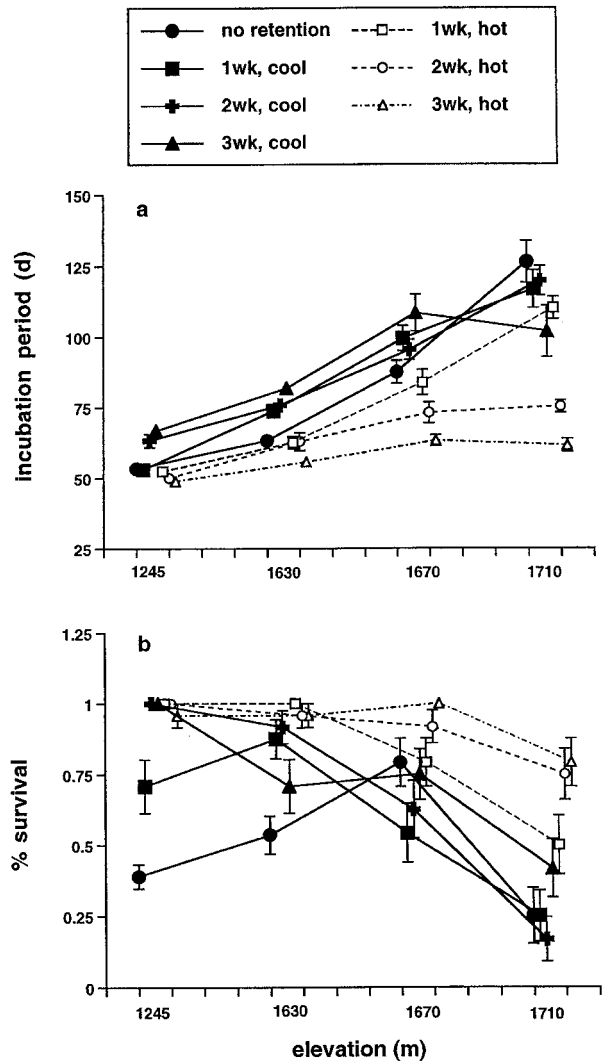 no retention
1wk, cool
2wk, cool
3wk, cool
1wk, hot
2wk, hot
3wk, hot
a
incubation period (d)
150
125
100
75
50
25
1245
1630
1670
1710
b
% survival
1.25
1
0.75
0.5
0.25
0
1245
1630
1670
1710
elevation (m)